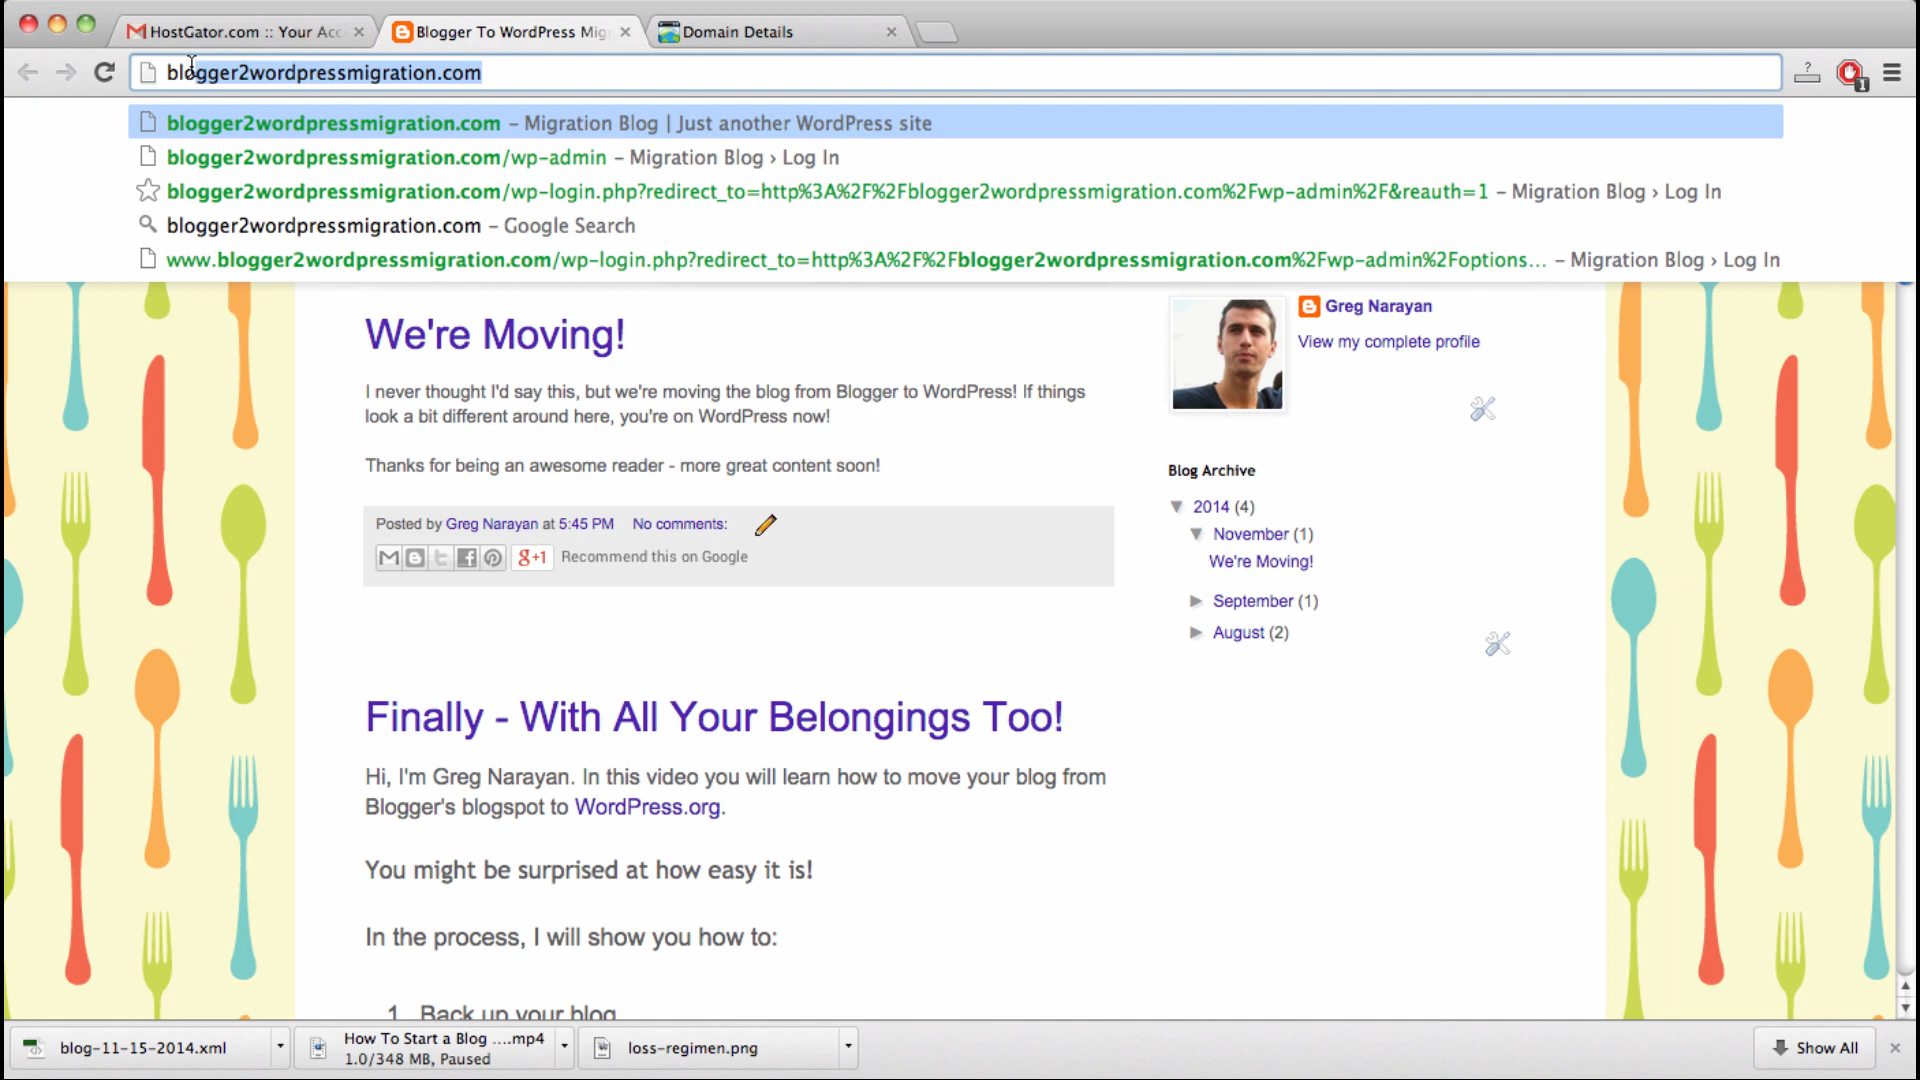 HostGator.com :: Your Acc
Blogger To WordPress Mig
Domain Details
blogger2wordpressmigration.com
?
1
blogger2wordpressmigration.com – Migration Blog | Just another WordPress site
blogger2wordpressmigration.com/wp-admin – Migration Blog › Log In
blogger2wordpressmigration.com/wp-login.php?redirect_to=http%3A%2F%2Fblogger2wordpressmigration.com%2Fwp-admin%2F&reauth=1 – Migration Blog › Log In
blogger2wordpressmigration.com – Google Search
www.blogger2wordpressmigration.com/wp-login.php?redirect_to=http%3A%2F%2Fblogger2wordpressmigration.com%2Fwp-admin%2Foptions... – Migration Blog › Log In
We're Moving!
I never thought I'd say this, but we're moving the blog from Blogger to WordPress! If things
look a bit different around here, you're on WordPress now!
Thanks for being an awesome reader - more great content soon!
Posted by Greg Narayan at 5:45 PM No comments:
g+1 Recommend this on Google
Greg Narayan
View my complete profile
Blog Archive
▼ 2014 (4)
▼ November (1)
We're Moving!
► September (1)
► August (2)
Finally - With All Your Belongings Too!
Hi, I'm Greg Narayan. In this video you will learn how to move your blog from
Blogger's blogspot to WordPress.org.
You might be surprised at how easy it is!
In the process, I will show you how to:
1. Back up your blog
blog-11-15-2014.xml
How To Start a Blog ....mp4
1.0/348 MB, Paused
loss-regimen.png
Show All